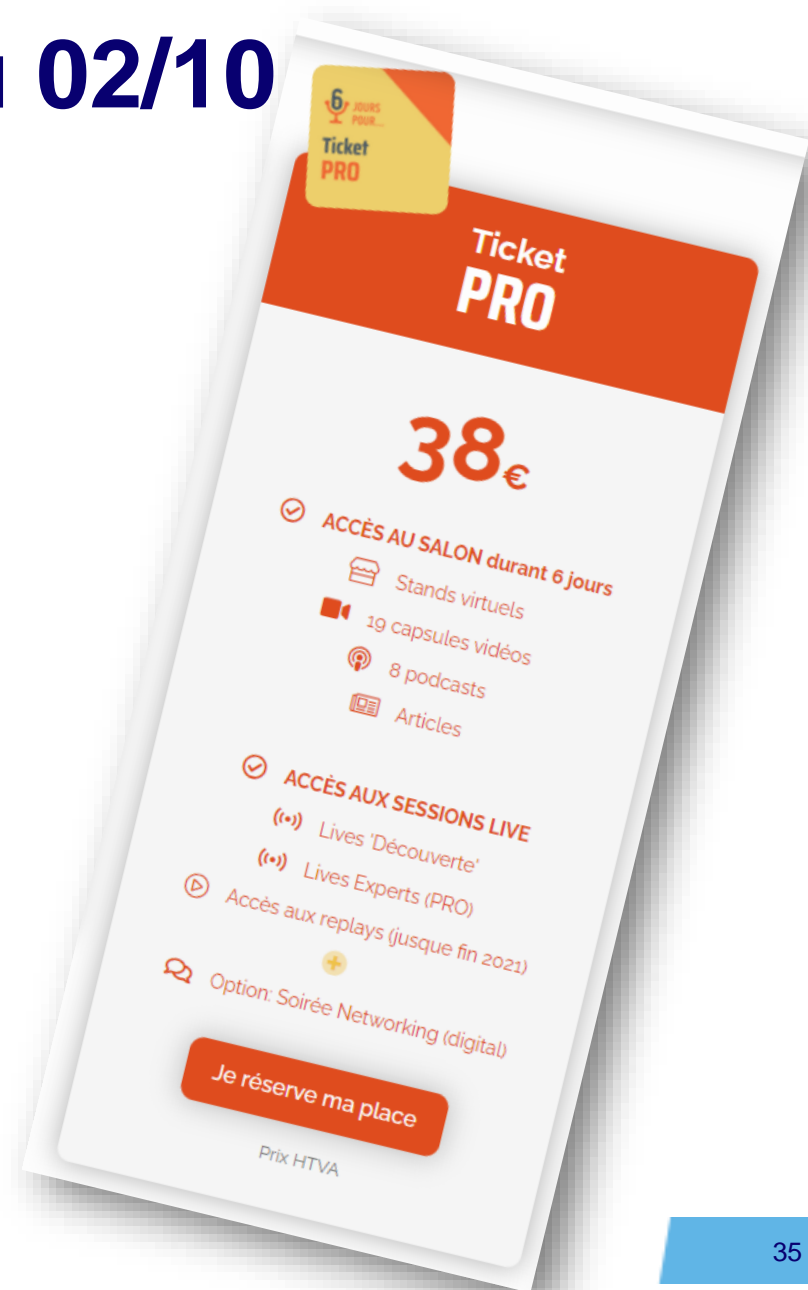 02/10
6 JOURS
POUR...
Ticket
PRO
Ticket
PRO
38€
ACCÈS AU SALON durant 6 jours
Stands virtuels
19 capsules vidéos
8 podcasts
Articles
ACCÈS AUX SESSIONS LIVE
Lives 'Découverte'
Lives Experts (PRO)
Accès aux replays (jusque fin 2021)
Option: Soirée Networking (digital)
Je réserve ma place
Prix HTVA
35